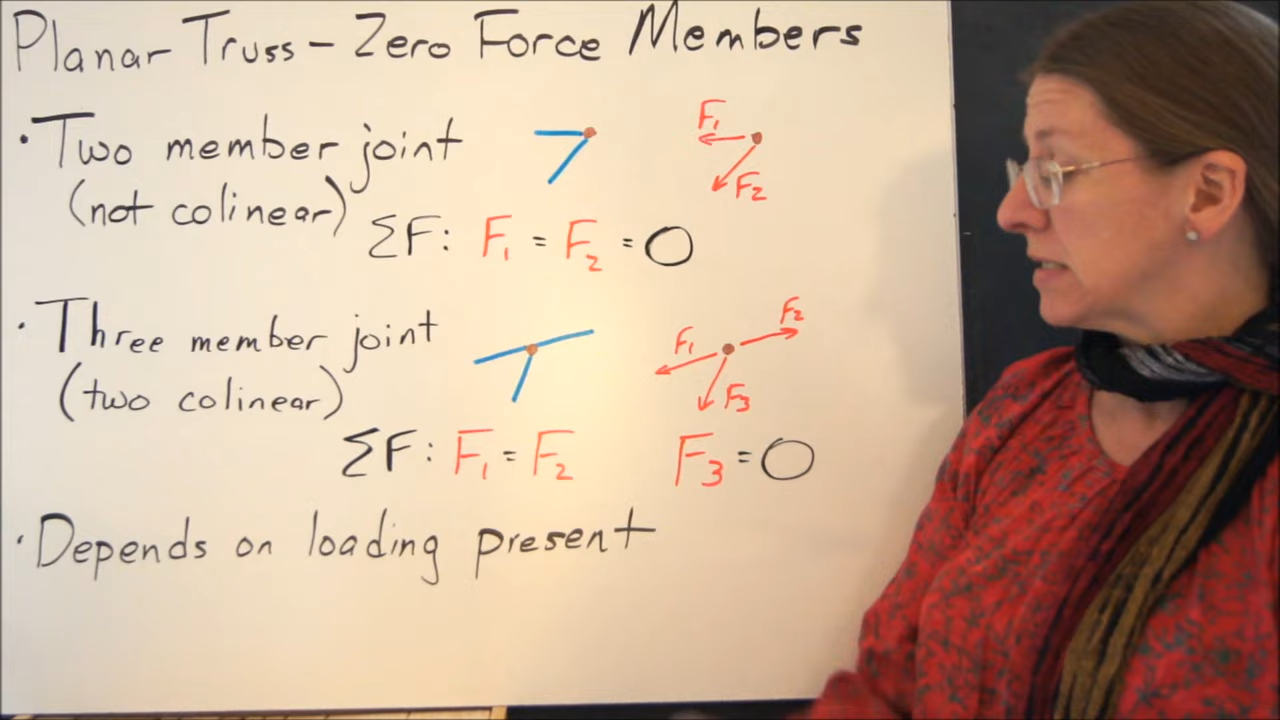 Planar Truss - Zero Force Members
• Two member joint
(not colinear)
F₁
F₂
ΣF: F₁ = F₂ = 0
• Three member joint
(two colinear)
F₁
F₂
F₃
ΣF: F₁ = F₂ F₃ = 0
• Depends on loading present